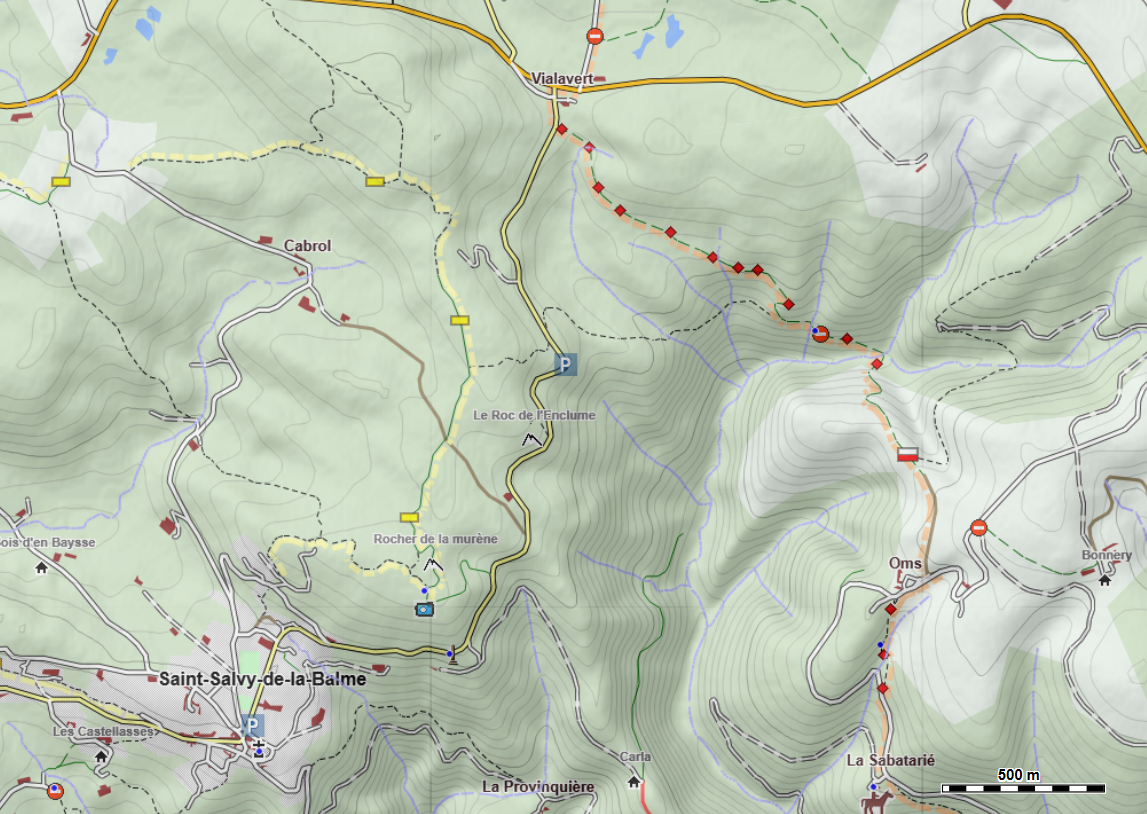 Vialavert
Cabrol
P
Le Roc de l'Enclume
Rocher de la murène
ois-d'en Baysse
Bonnéry
Oms
Saint-Salvy-de-la-Balme
P
Les Castellasses
Carla
La Sabatarié
La Provinquière
500 m